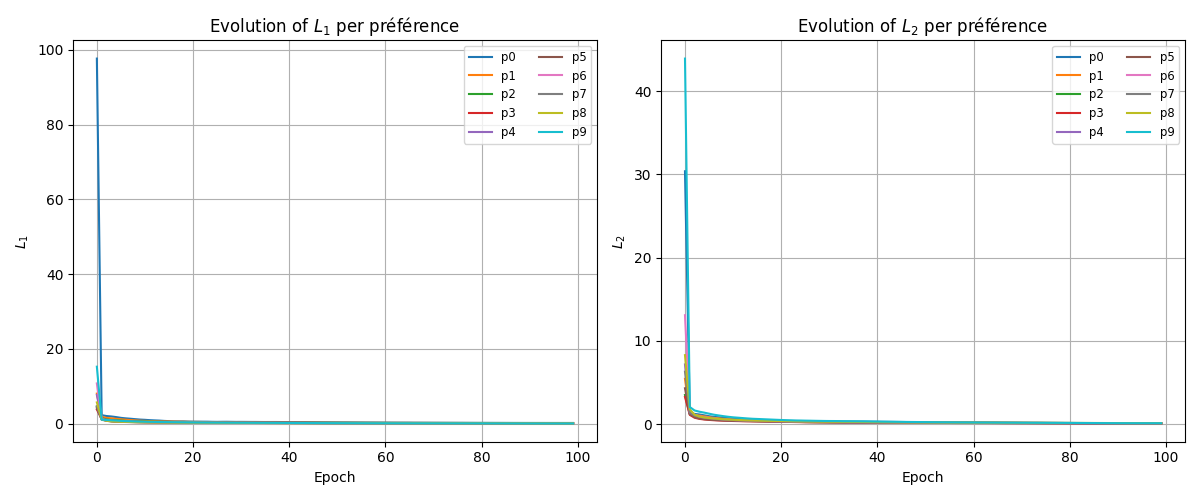 Evolution of $L_1$ per préférence
100
80
60
40
20
0
L₁
0 20 40 60 80 100
Epoch
p0 p5
p1 p6
p2 p7
p3 p8
p4 p9
Evolution of $L_2$ per préférence
40
30
20
10
0
L₂
0 20 40 60 80 100
Epoch
p0 p5
p1 p6
p2 p7
p3 p8
p4 p9